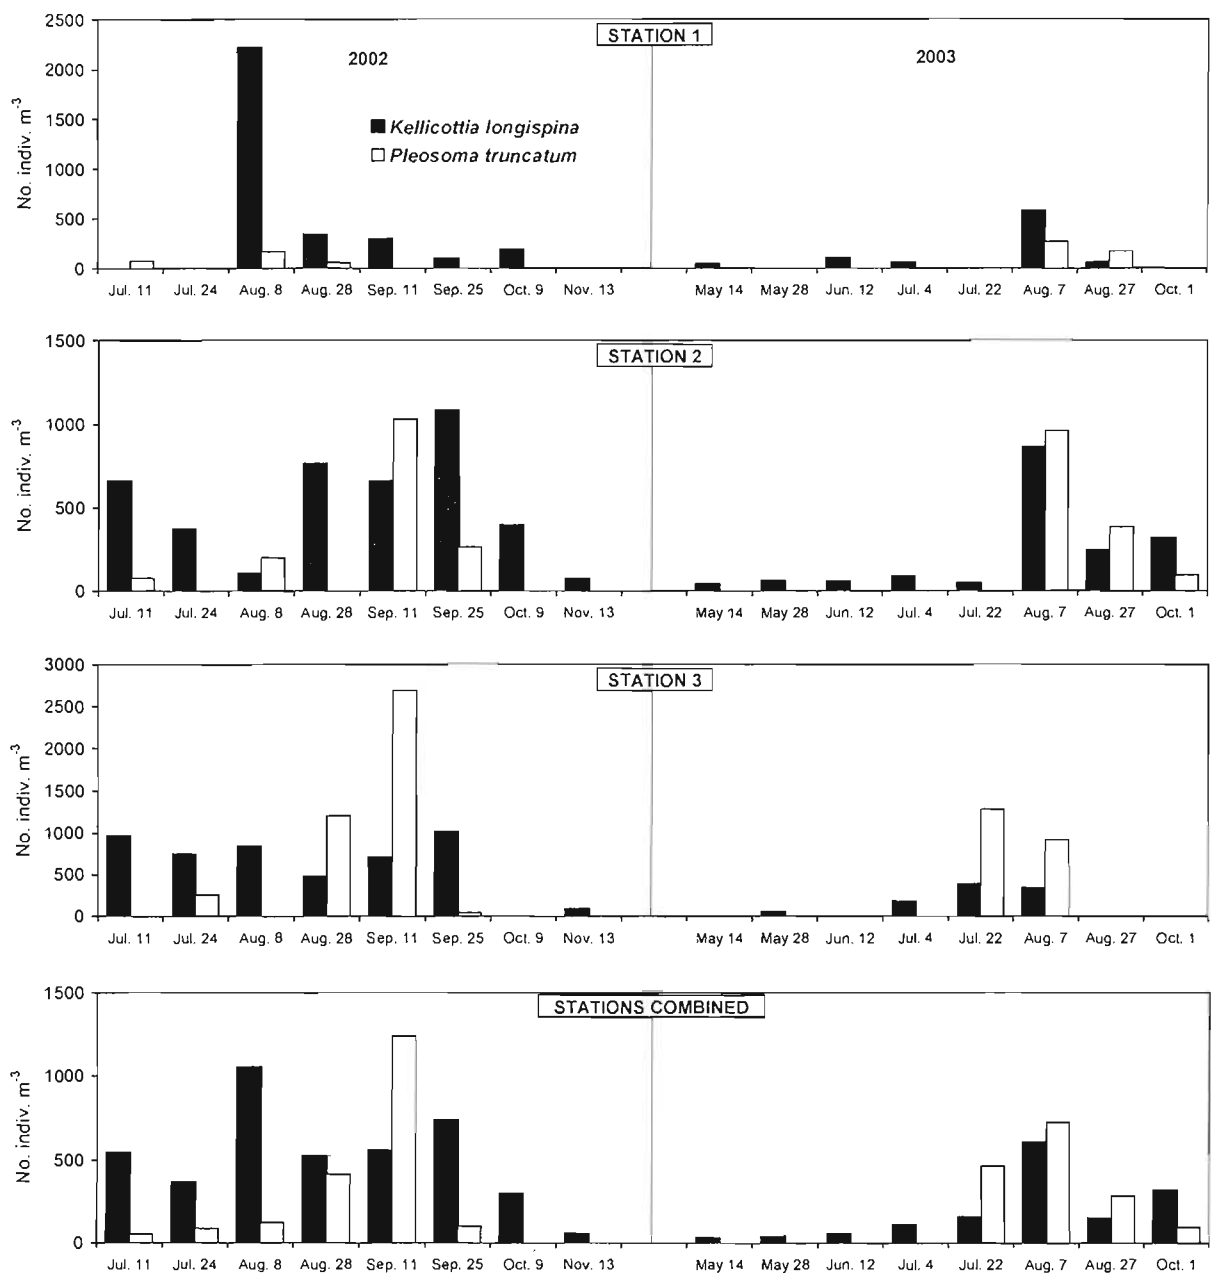 STATION 1
2002
2003
Kellicottia longispina
Pleosoma truncatum
No. indiv. m-3
2500
2000
1500
1000
500
0
Jul. 11 Jul. 24 Aug. 8 Aug. 28 Sep. 11 Sep. 25 Oct. 9 Nov. 13 May 14 May 28 Jun. 12 Jul. 4 Jul. 22 Aug. 7 Aug. 27 Oct. 1
STATION 2
No. indiv. m-3
1500
1000
500
0
Jul. 11 Jul. 24 Aug. 8 Aug. 28 Sep. 11 Sep. 25 Oct. 9 Nov. 13 May 14 May 28 Jun. 12 Jul. 4 Jul. 22 Aug. 7 Aug. 27 Oct. 1
STATION 3
No. indiv. m-3
3000
2500
2000
1500
1000
500
0
Jul. 11 Jul. 24 Aug. 8 Aug. 28 Sep. 11 Sep. 25 Oct. 9 Nov. 13 May 14 May 28 Jun. 12 Jul. 4 Jul. 22 Aug. 7 Aug. 27 Oct. 1
STATIONS COMBINED
No. indiv. m-3
1500
1000
500
0
Jul. 11 Jul. 24 Aug. 8 Aug. 28 Sep. 11 Sep. 25 Oct. 9 Nov. 13 May 14 May 28 Jun. 12 Jul. 4 Jul. 22 Aug. 7 Aug. 27 Oct. 1